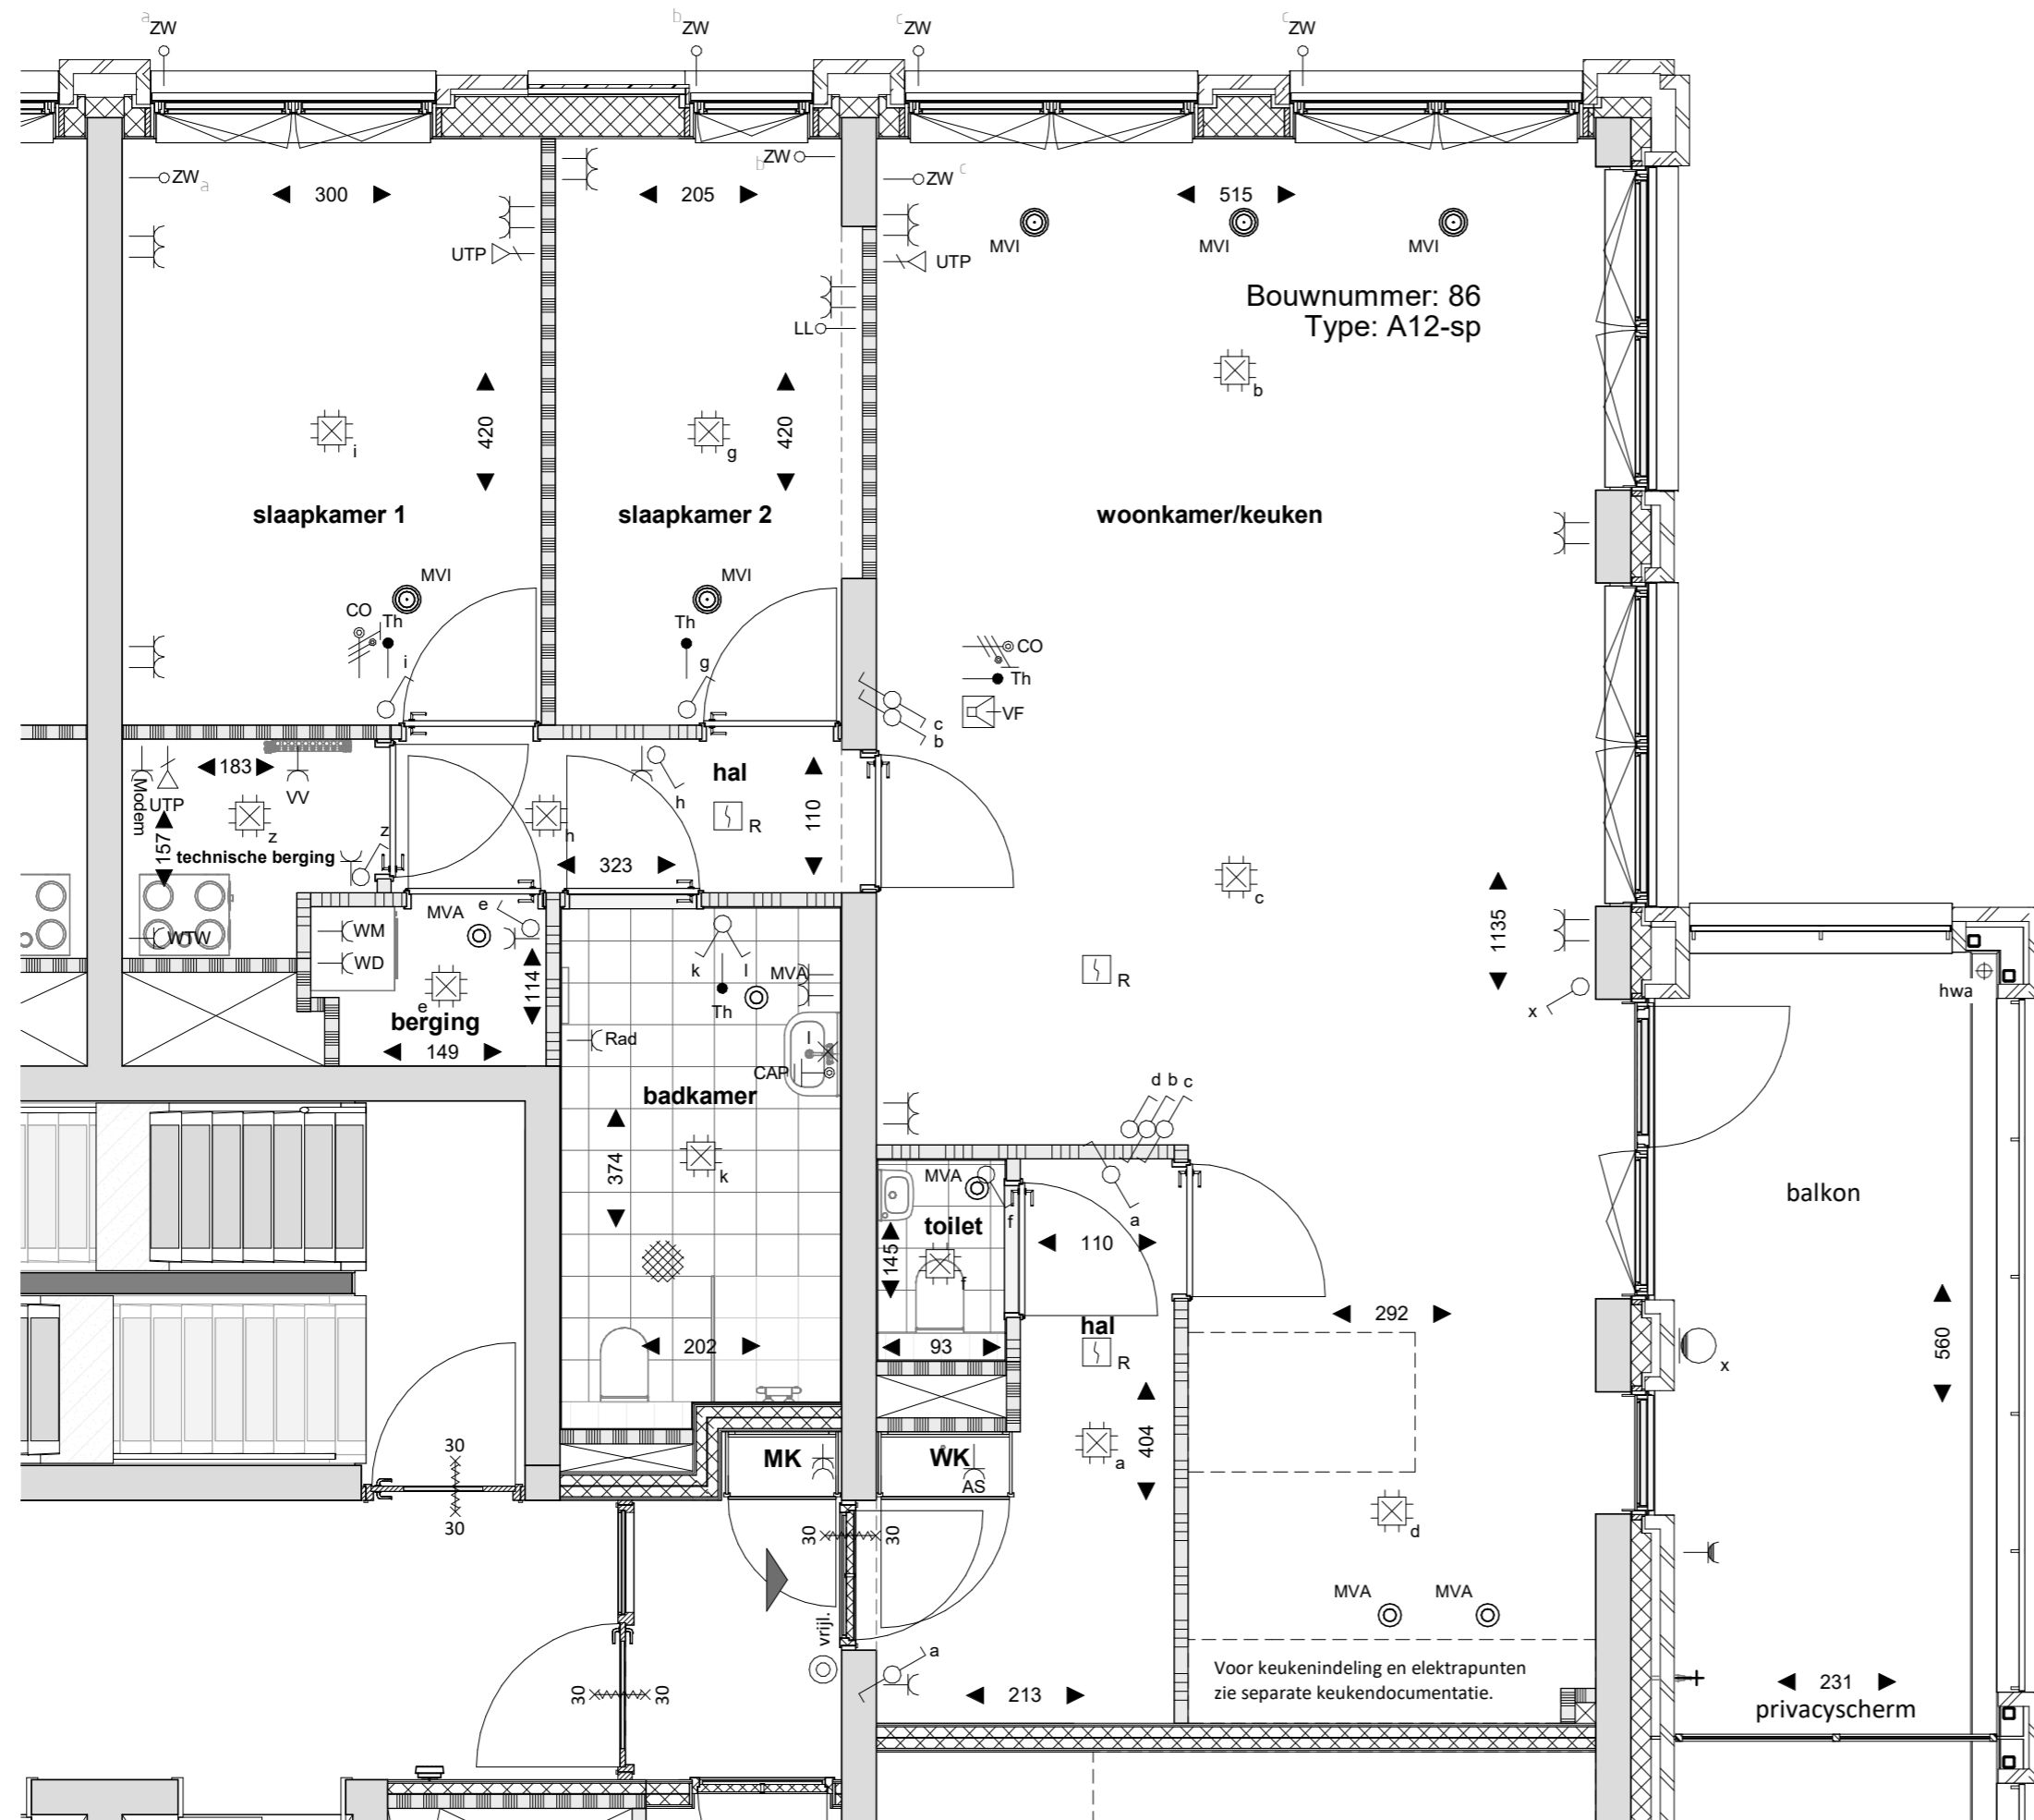 a ZW
b ZW
c ZW
c ZW
ZW a
300
ZW b
205
ZW c
515
UTP
UTP
MVI
MVI
MVI
Bouwnummer: 86
Type: A12-sp
LL
b
420
420
i
g
slaapkamer 1
slaapkamer 2
woonkamer/keuken
MVI
MVI
CO
Th
Th
i
g
CO
Th
VF
c
b
183
Modem
UTP
VV
z
157
technische berging
z
h
h
hal
R
110
323
c
1135
MVA
e
WM
WD
WTW
114
e
berging
149
k
l
MVA
Th
Rad
l
CAP
badkamer
374
k
202
R
x
hwa
d b c
MVA
f
toilet
145
f
93
a
110
hal
R
292
balkon
560
x
404
a
MK
WK
AS
d
30
30
30
30
30
30
MVA
MVA
vrijl.
a
213
Voor keukenindeling en elektrapunten
zie separate keukendocumentatie.
231
privacyscherm